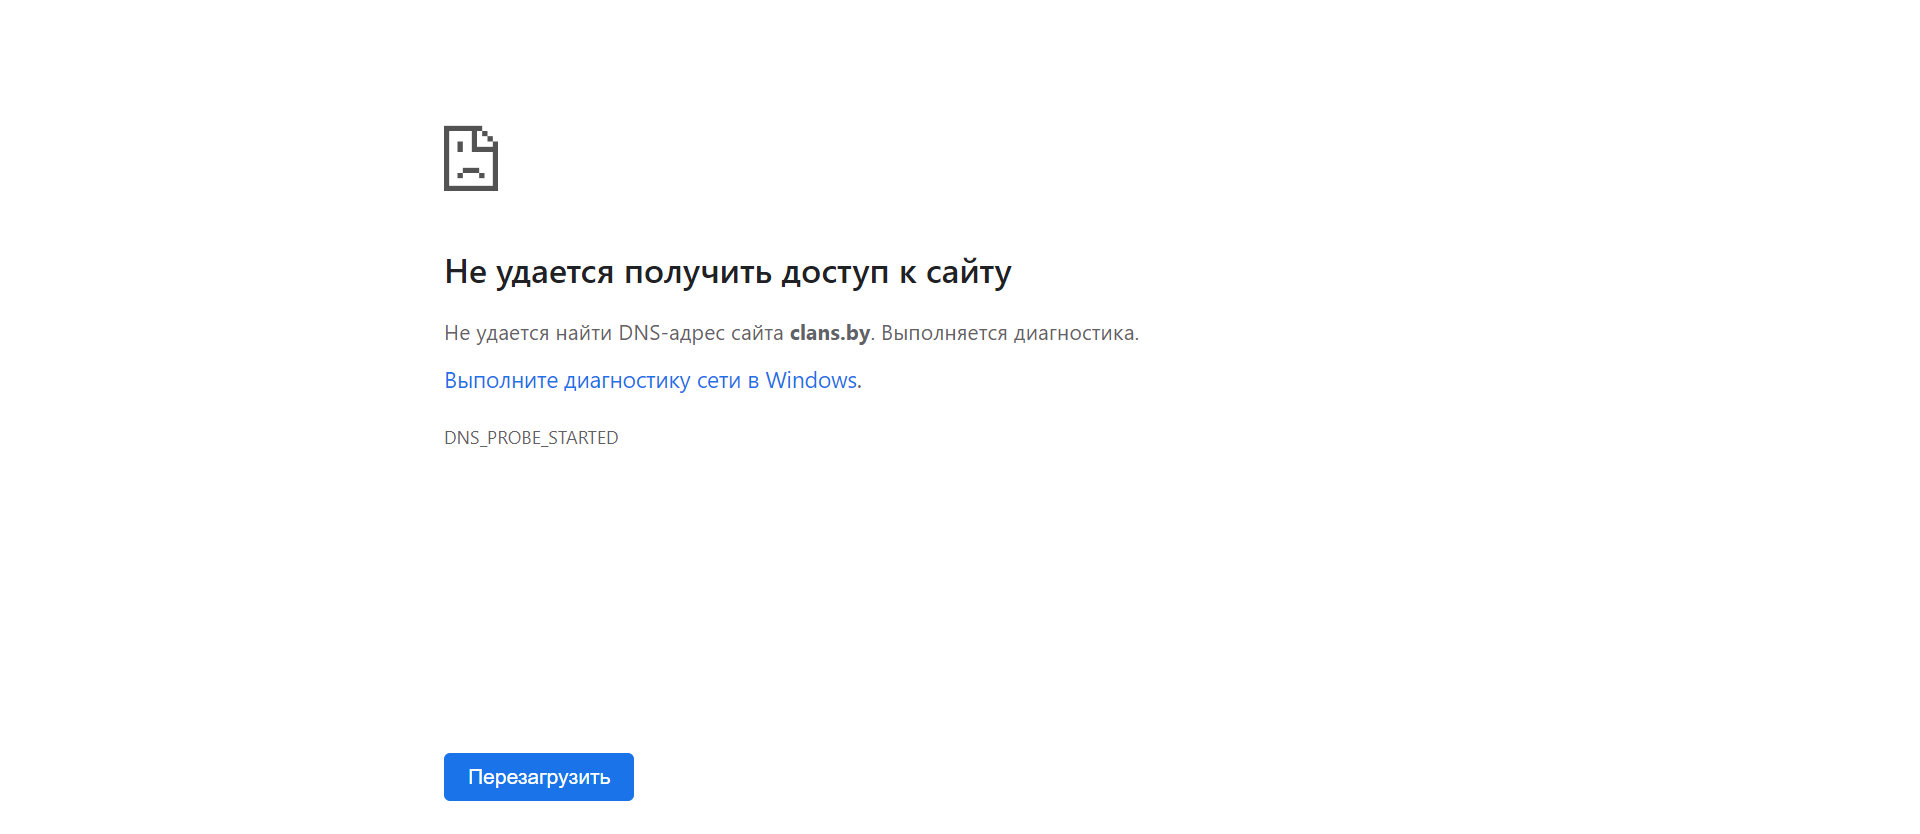 Не удается получить доступ к сайту
Не удается найти DNS-адрес сайта clans.by. Выполняется диагностика.
Выполните диагностику сети в Windows.
DNS_PROBE_STARTED
Перезагрузить